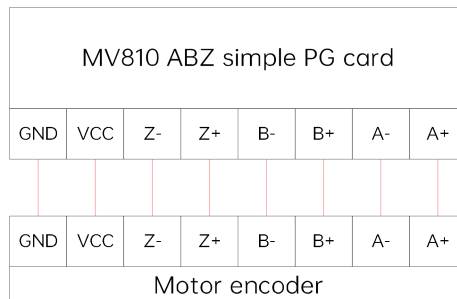 MV810 ABZ simple PG card
GND VCC Z- Z+ B- B+ A- A+
GND VCC Z- Z+ B- B+ A- A+
Motor encoder